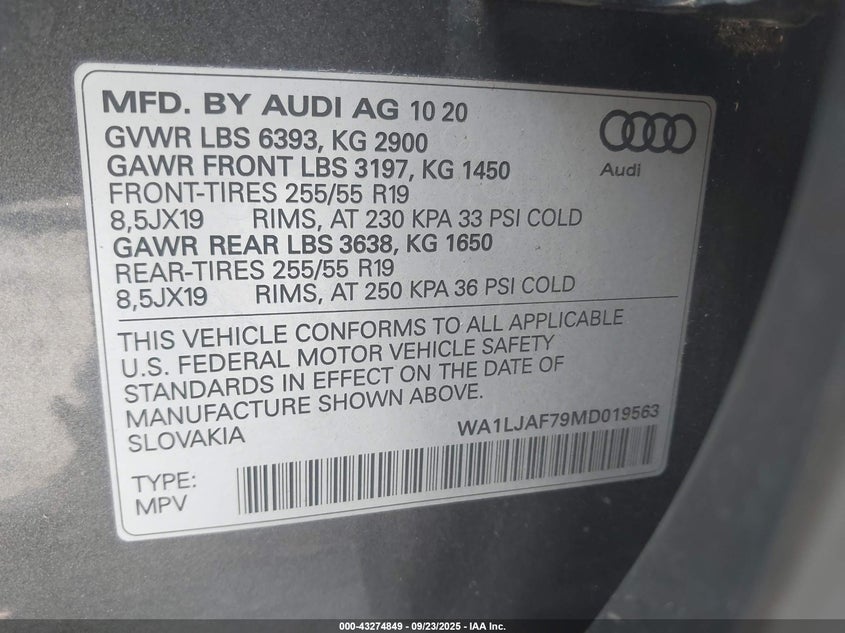 MFD. BY AUDI AG 10 20
GVWR LBS 6393, KG 2900
GAWR FRONT LBS 3197, KG 1450
FRONT-TIRES 255/55 R19
8,5JX19 RIMS, AT 230 KPA 33 PSI COLD
GAWR REAR LBS 3638, KG 1650
REAR-TIRES 255/55 R19
8,5JX19 RIMS, AT 250 KPA 36 PSI COLD
Audi
THIS VEHICLE CONFORMS TO ALL APPLICABLE
U.S. FEDERAL MOTOR VEHICLE SAFETY
STANDARDS IN EFFECT ON THE DATE OF
MANUFACTURE SHOWN ABOVE.
SLOVAKIA WA1LJAF79MD019563
TYPE:
MPV
000-43274849 - 09/23/2025 - IAA Inc.